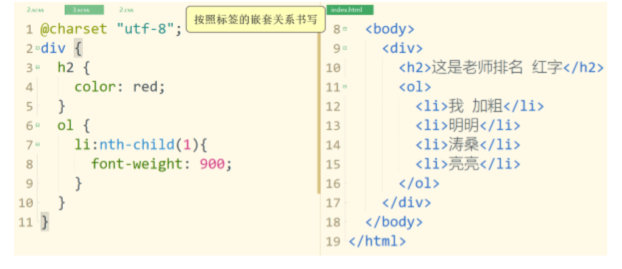 2.scss 1.scss 2.css
按照标签的嵌套关系书写
1 @charset "utf-8";
2 div {
3 h2 {
4 color: red;
5 }
6 ol {
7 li:nth-child(1){
8 font-weight: 900;
9 }
10 }
11 }
index.html
8 <body>
9 <div>
10 <h2>这是老师排名 红字</h2>
11 <ol>
12 <li>我 加粗</li>
13 <li>明明</li>
14 <li>涛桑</li>
15 <li>亮亮</li>
16 </ol>
17 </div>
18 </body>
19 </html>